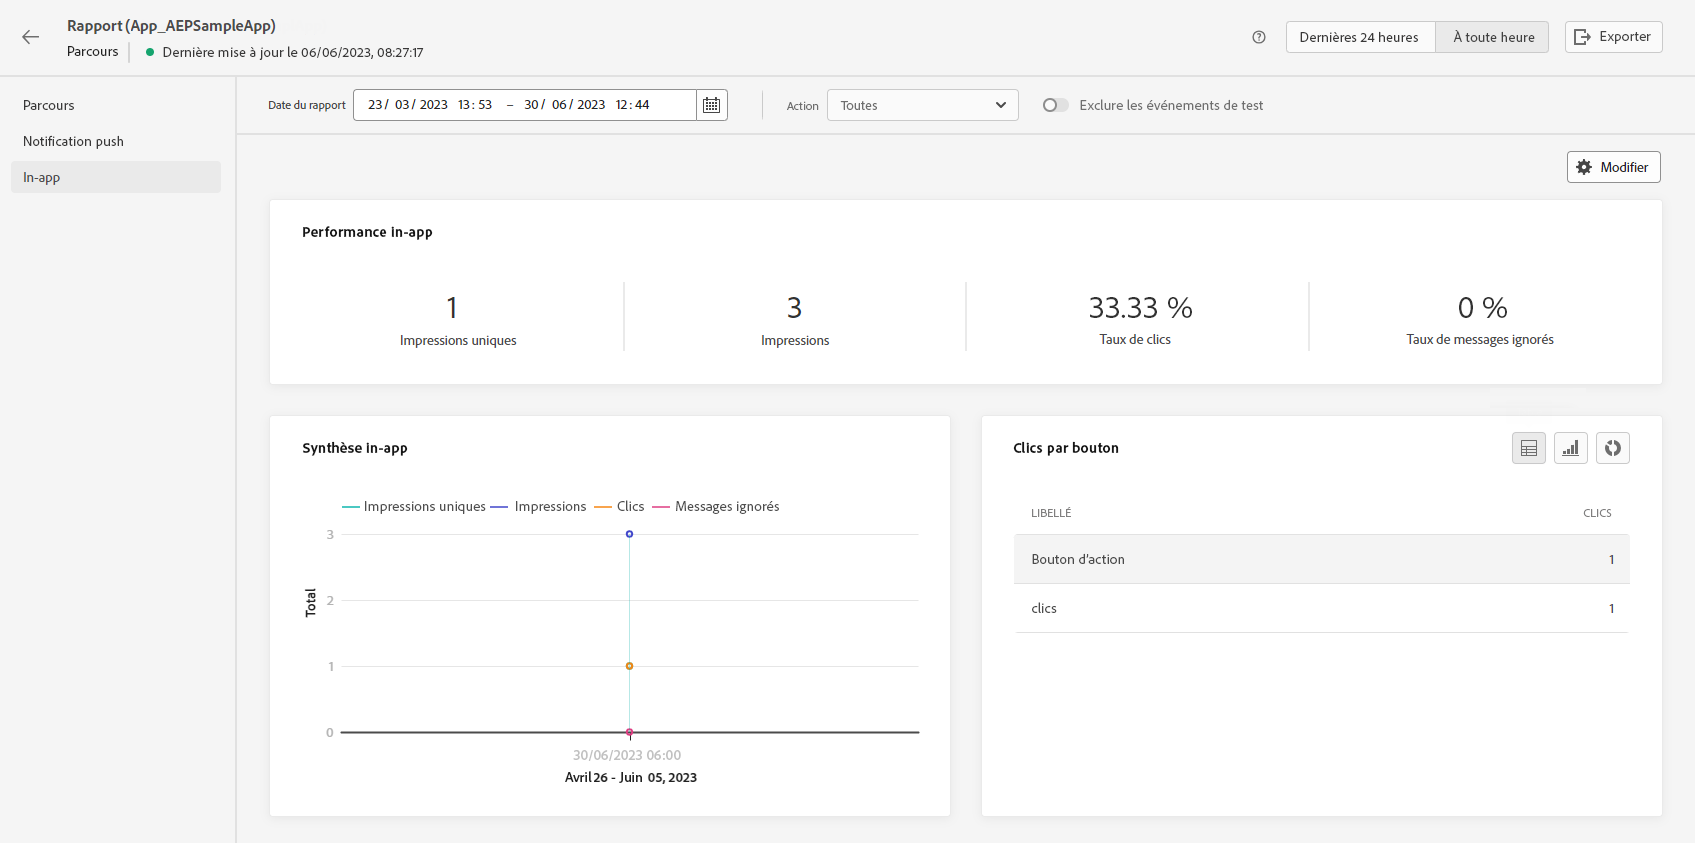 Rapport (App_AEPSampleApp)
Parcours
Dernière mise à jour le 06/06/2023, 08:27:17
Dernières 24 heures
À toute heure
Exporter
Parcours
Notification push
In-app
Date du rapport
23/ 03/ 2023 13: 53 – 30/ 06/ 2023 12: 44
Action
Toutes
Exclure les événements de test
Modifier
Performance in-app
1
Impressions uniques
3
Impressions
33.33 %
Taux de clics
0 %
Taux de messages ignorés
Synthèse in-app
Impressions uniques
Impressions
Clics
Messages ignorés
3
2
1
0
Total
30/06/2023 06:00
Avril 26 - Juin 05, 2023
Clics par bouton
LIBELLÉ CLICS
Bouton d'action 1
clics 1